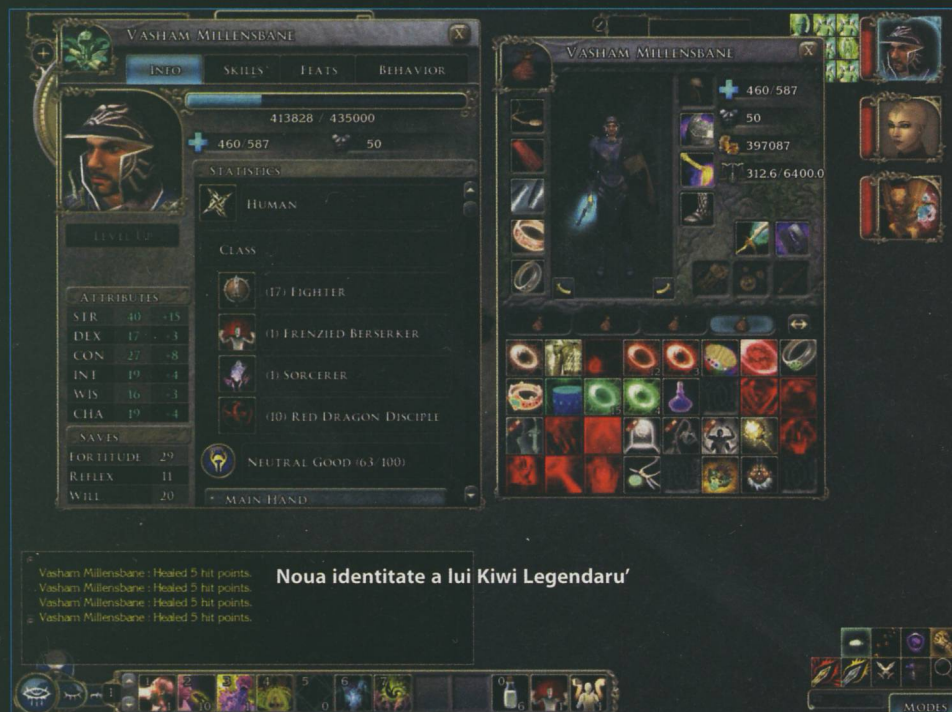 VASHAM MILLENSBANE
X
INFO SKILLS FEATS BEHAVIOR
413828 / 435000
460/587 50
STATISTICS
HUMAN
CLASS
(17) FIGHTER
(1) FRENZIED BERSERKER
(1) SORCERER
(10) RED DRAGON DISCIPLE
NEUTRAL GOOD (63/100)
MAIN HAND
ATTRIBUTES
STR 40 +15
DEX 17 +3
CON 27 +8
INT 19 +4
WIS 16 +3
CHA 19 +4
SAVES
FORTITUDE 29
REFLEX 11
WILL 20
VASHAM MILLENSBANE
X
460/587
50
397087
312.6/6400.0
Vasham Millensbane : Healed 5 hit points.
Vasham Millensbane : Healed 5 hit points.
Vasham Millensbane : Healed 5 hit points.
Vasham Millensbane : Healed 5 hit points.
Noua identitate a lui Kiwi Legendaru’
MODES